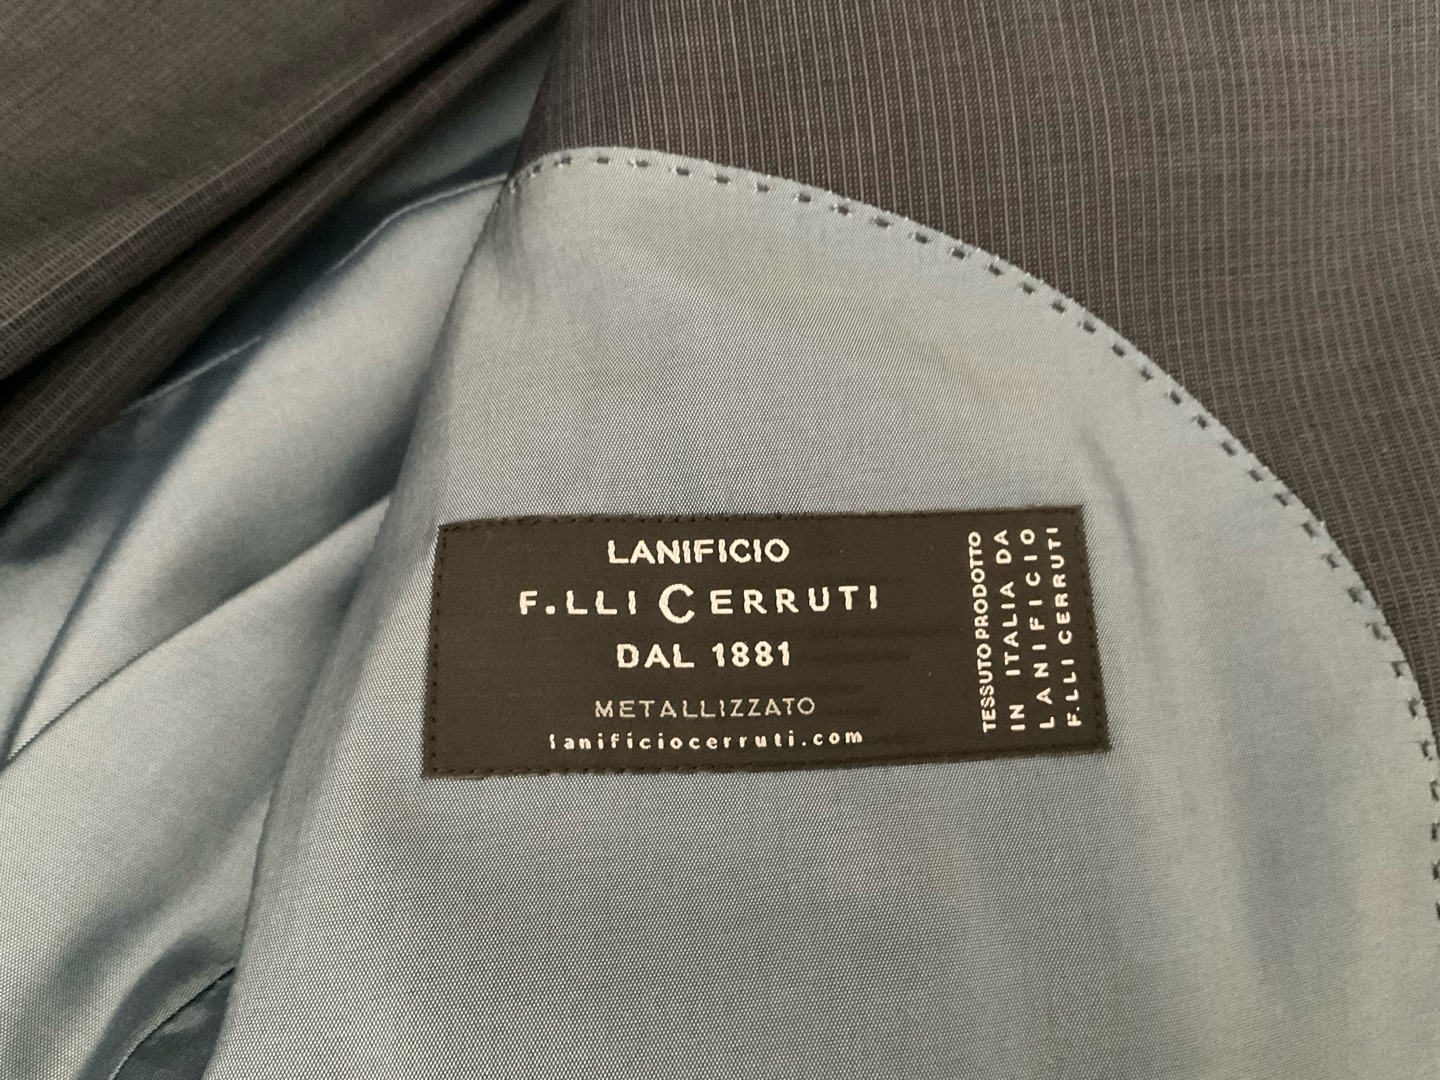 LANIFICIO
F.LLI CERRUTI
DAL 1881
METALLIZZATO
lanificiocerruti.com
TESSUTO PRODOTTO
IN ITALIA DA
LANIFICIO
F.LLI CERRUTI